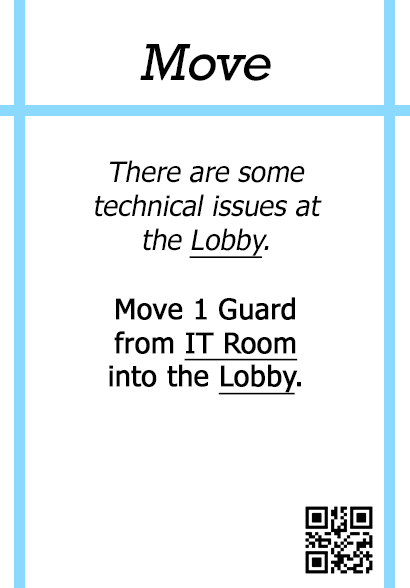 Move
There are some
technical issues at
the Lobby.
Move 1 Guard
from IT Room
into the Lobby.